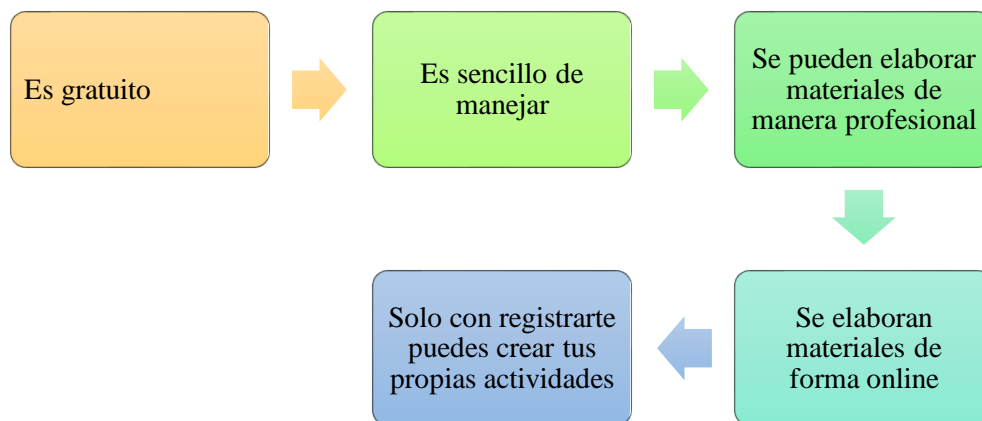 Es gratuito
Es sencillo de
manejar
Se pueden elaborar
materiales de
manera profesional
Se elaboran
materiales de
forma online
Solo con registrarte
puedes crear tus
propias actividades